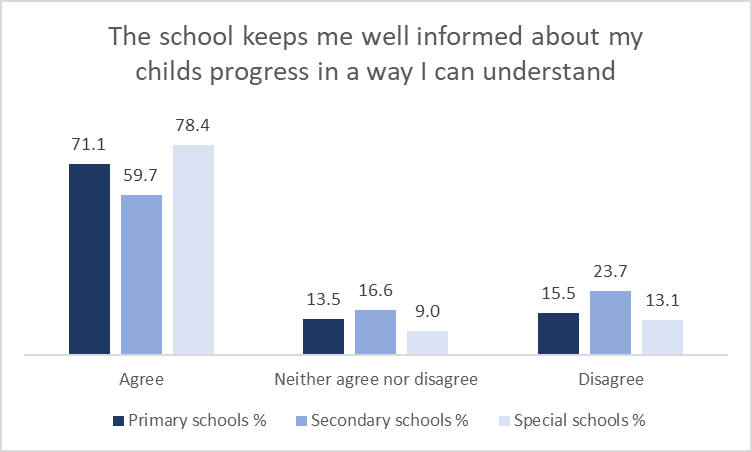 The school keeps me well informed about my
childs progress in a way I can understand
71.1
59.7
78.4
13.5
16.6
9.0
15.5
23.7
13.1
Agree
Neither agree nor disagree
Disagree
Primary schools %
Secondary schools %
Special schools %